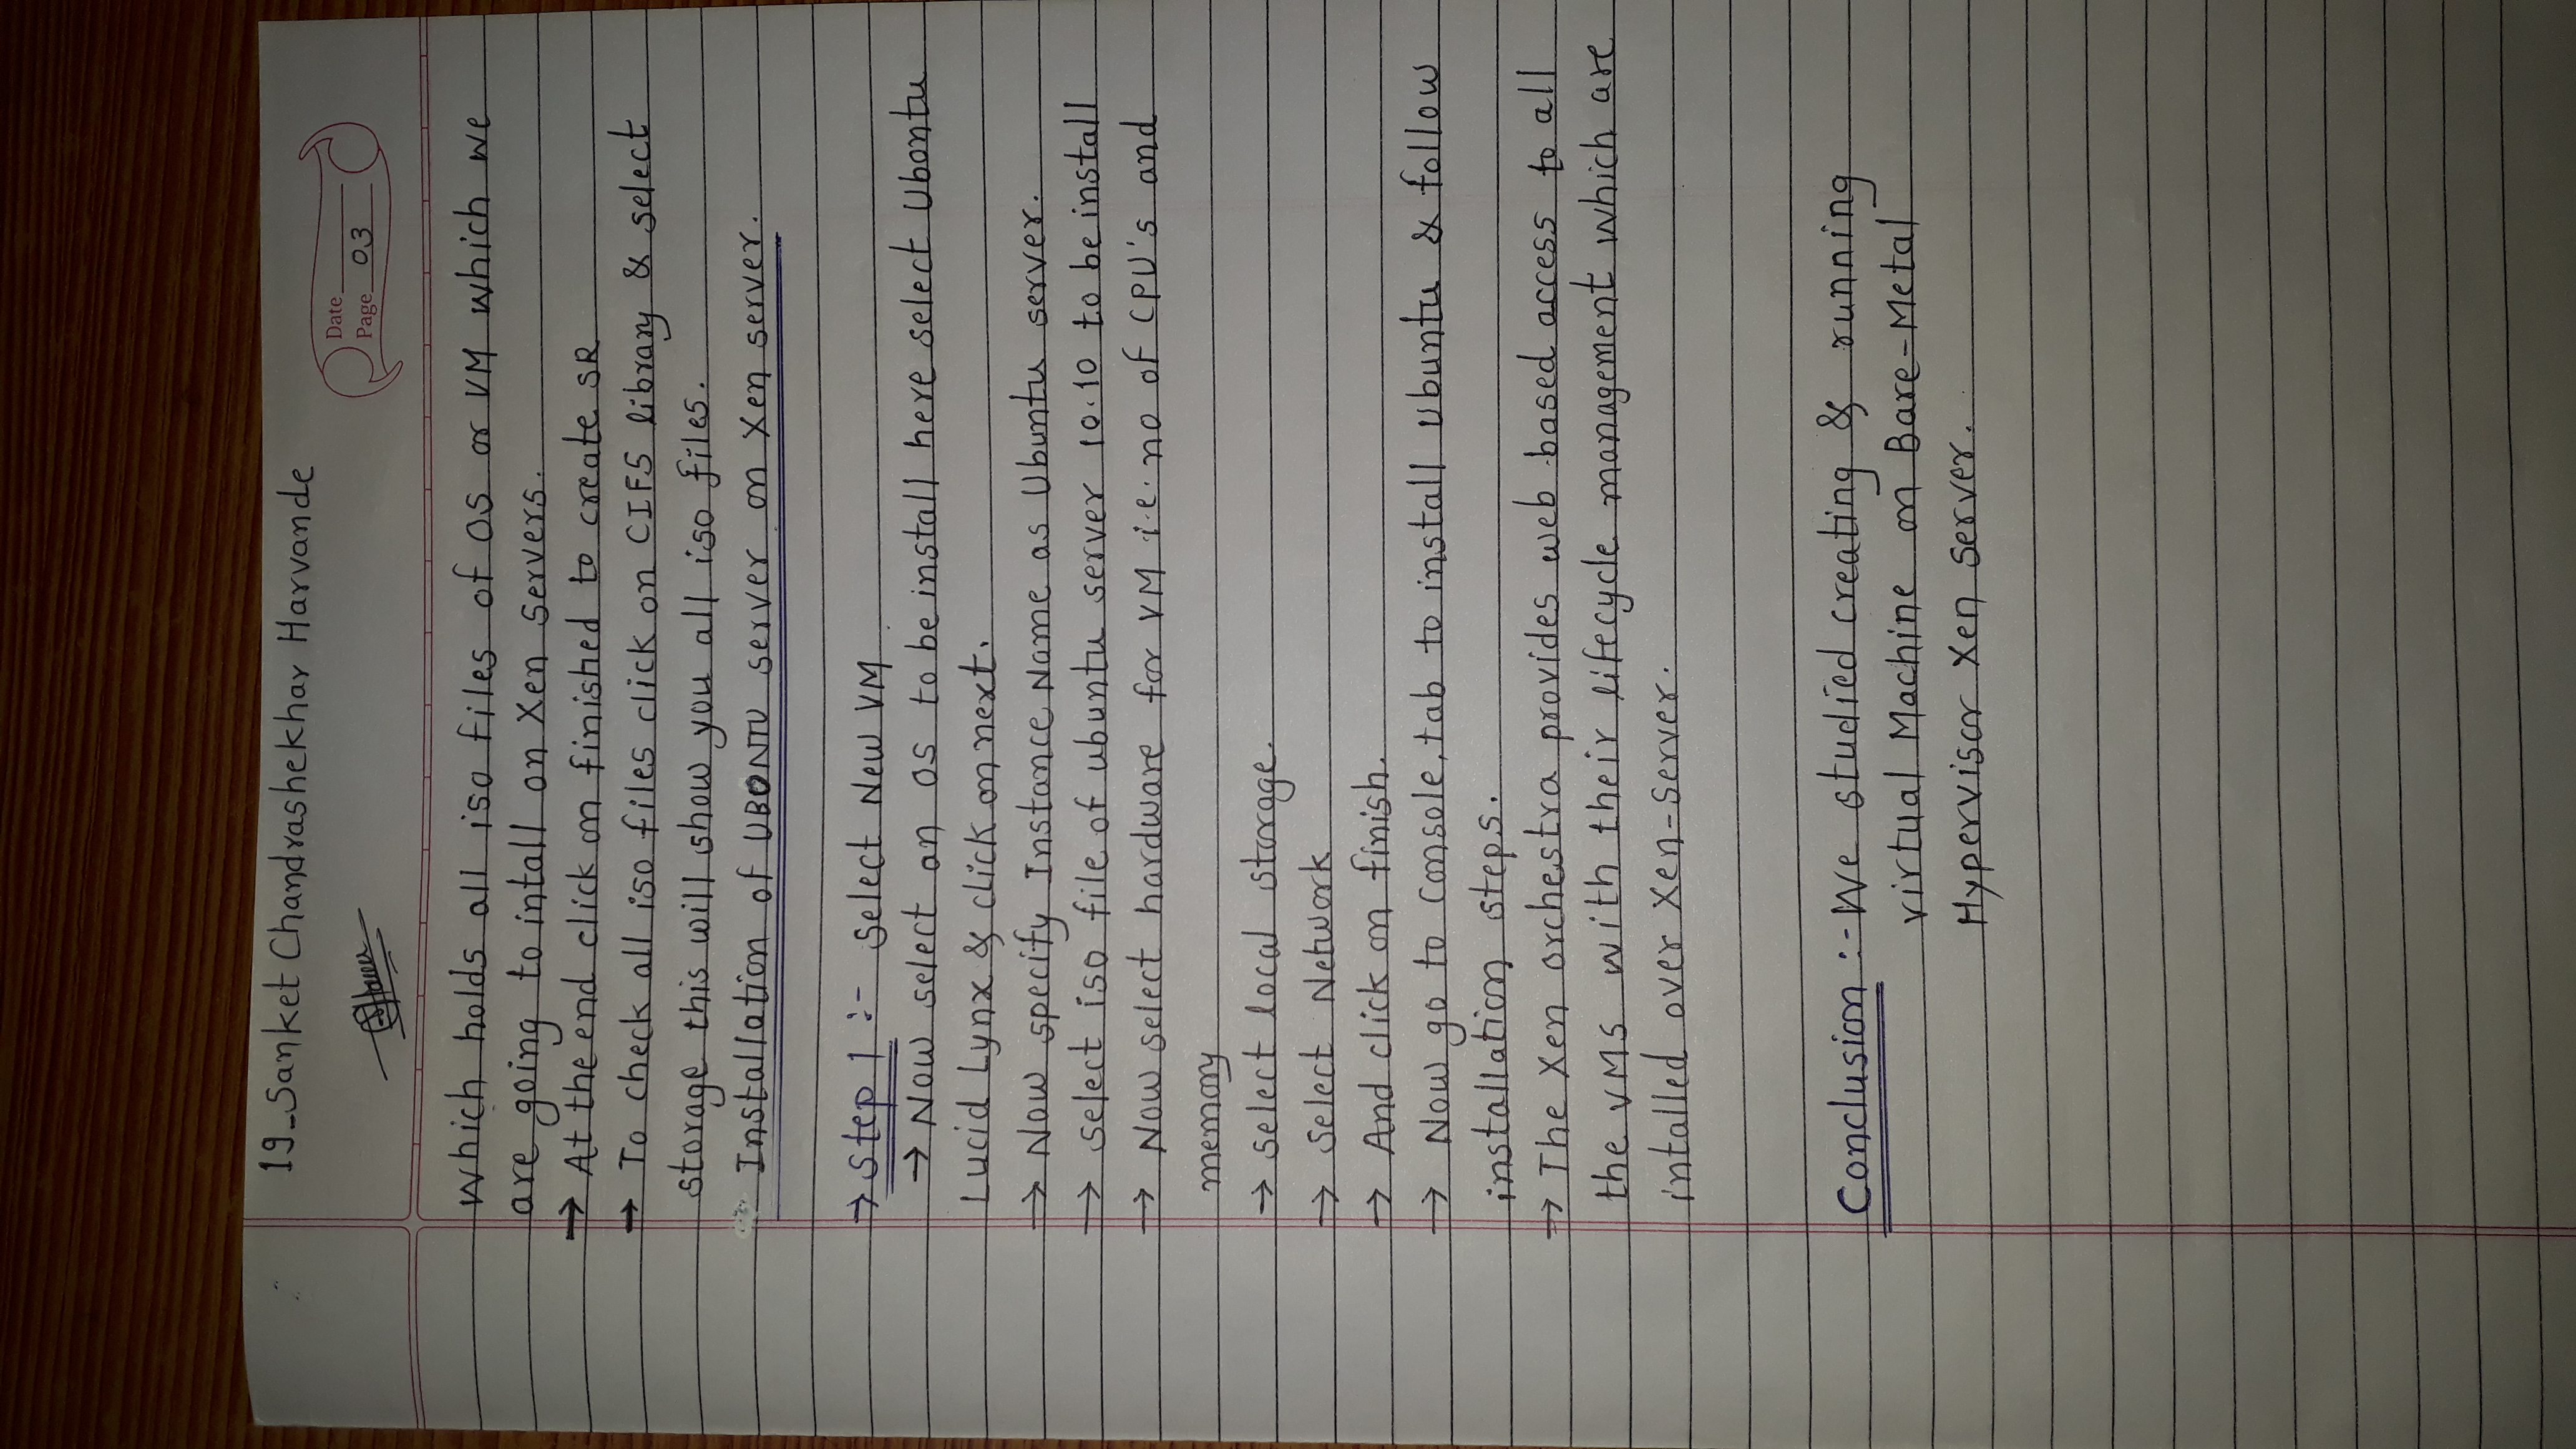 19_Sanket Chandrashekhar Harvande
Date
Page 03
which holds all iso files of OS or VM which we
are going to intall on Xen servers.
→ At the end click on finished to create SR
→ To check all iso files click on CIFS library & select
storage this will show you all iso files.
Installation of UBONTU server on Xen server.
→ Step 1 :- Select New VM
→ Now select an OS to be install here select Ubontu
Lucid Lynx & click on next.
→ Now specify Instance Name as Ubuntu server.
→ select iso file of ubuntu server 10.10 to be install
→ Now select hardware for VM i.e. no of CPU's and
memory
→ select local storage.
→ Select Network
→ And click on finish.
→ Now go to console, tab to install ubuntu & follow
installation steps.
→ The Xen orchestra provides web based access to all
the VMS with their lifecycle management which are
intalled over Xen-Server.
Conclusion :- We studied creating & running
virtual Machine on Bare-Metal
Hypervisor Xen Server.